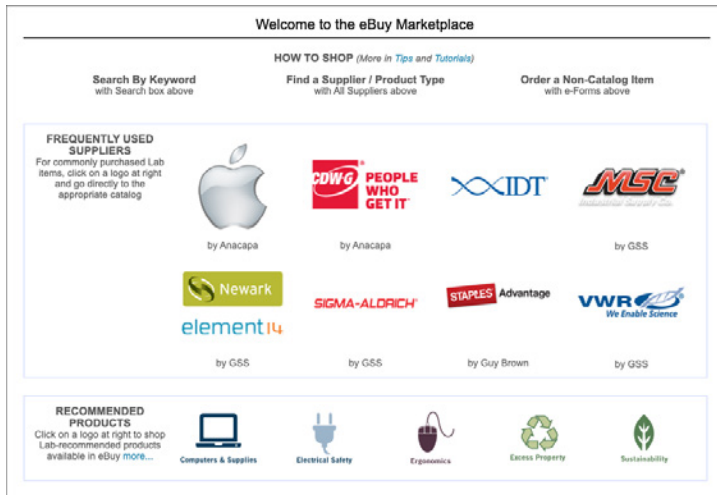 Welcome to the eBuy Marketplace
HOW TO SHOP (More in Tips and Tutorials)
Search By Keyword
with Search box above
Find a Supplier / Product Type
with All Suppliers above
Order a Non-Catalog Item
with e-Forms above
FREQUENTLY USED
SUPPLIERS
For commonly purchased Lab
items, click on a logo at right
and go directly to the
appropriate catalog
by Anacapa
CDW·G
PEOPLE
WHO
GET IT
by Anacapa
IDT®
MSC®
Industrial Supply Co.
by GSS
Newark
element14
by GSS
SIGMA-ALDRICH®
by GSS
STAPLES Advantage
by Guy Brown
VWR®
We Enable Science
by GSS
RECOMMENDED
PRODUCTS
Click on a logo at right to shop
Lab-recommended products
available in eBuy more...
Computers & Supplies
Electrical Safety
Ergonomics
Excess Property
Sustainability